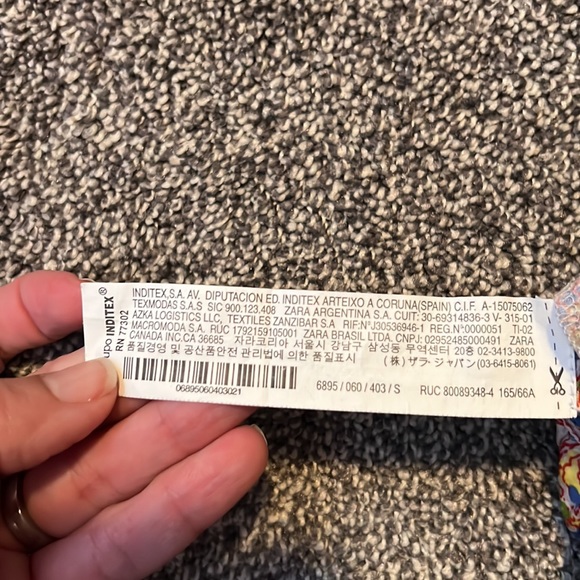 UPO INDITEX®
RN 77302
INDITEX,S.A. AV. DIPUTACION ED. INDITEX ARTEIXO A CORUNA(SPAIN) C.I.F. A-15075062
TEXMODAS S.A.S SIC 900.123.408 ZARA ARGENTINA S.A. CUIT: 30-69314836-3 V- 315-01
AZKA LOGISTICS LLC, TEXTILES ZANZIBAR S.A RIF:NºJ30536946-1 REG.Nº0000051 TI-02
MACROMODA S.A. RUC 1792159105001 ZARA BRASIL LTDA. CNPJ: 02952485000491 ZARA
CANADA INC.CA 36685 자라코리아 서울시 강남구 삼성동 무역센터 20층 02-3413-9800
품질경영 및 공산품안전 관리법에 의한 품질표시 (株) ザラ・ジャパン(03-6415-8061)
06895060403021
6895 / 060 / 403 / S RUC 80089348-4 165/66A